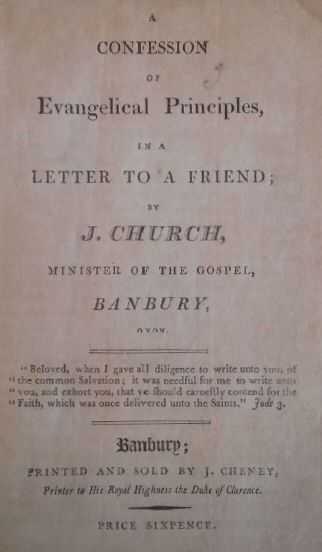 A
CONFESSION
OF
Evangelical Principles,
IN A
LETTER TO A FRIEND;
BY
J. CHURCH,
MINISTER OF THE GOSPEL,
BANBURY,
OXON.
"Beloved, when I gave all diligence to write unto you, of
"the common Salvation; it was needful for me to write unto
"you, and exhort you, that ye should earnestly contend for the
"Faith, which was once delivered unto the Saints." Jude 3.
Banbury;
PRINTED AND SOLD BY J. CHENEY,
Printer to His Royal Highness the Duke of Clarence.
PRICE SIXPENCE.